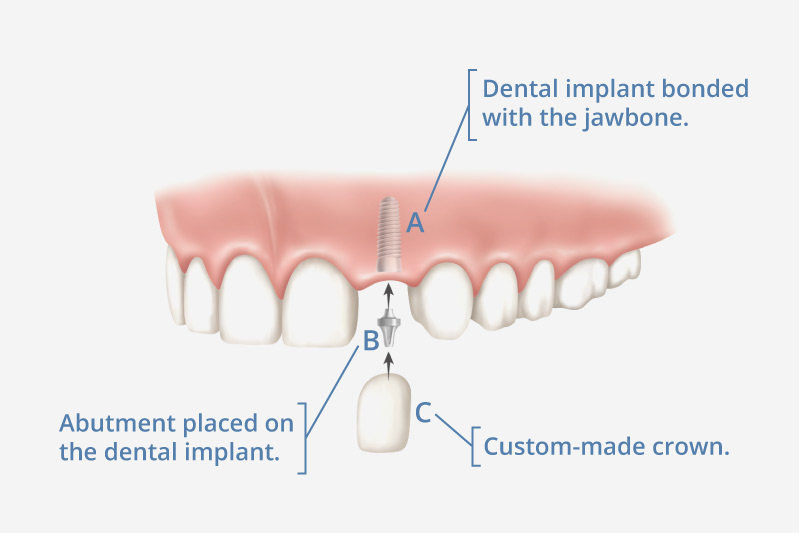 Dental implant bonded
with the jawbone.
A
B
Abutment placed on
the dental implant.
C
Custom-made crown.